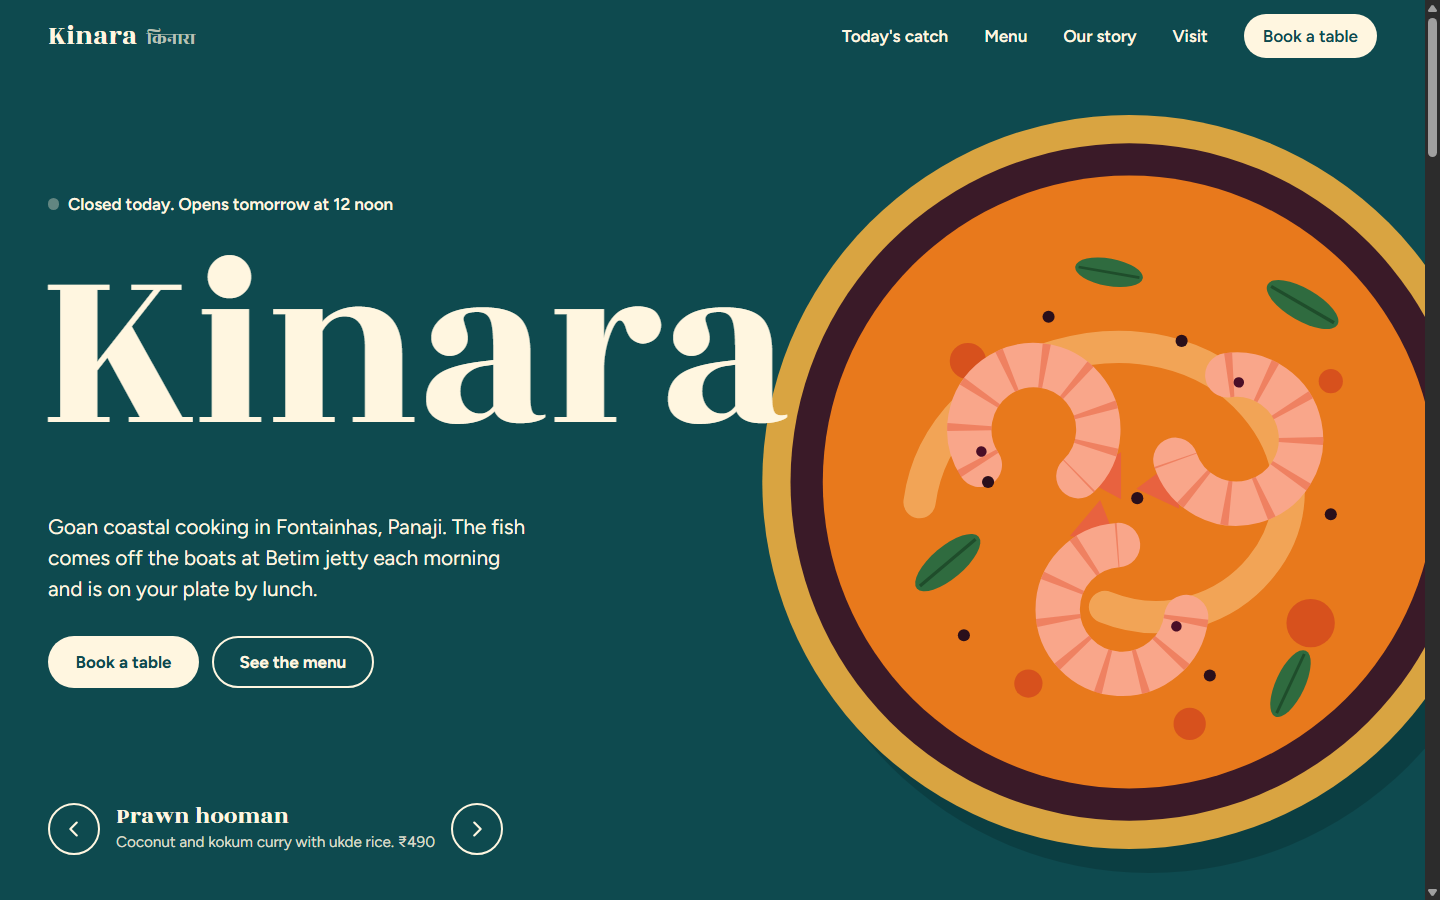 Kinara किनारा
Today's catch
Menu
Our story
Visit
Book a table
Closed today. Opens tomorrow at 12 noon
Kinara
Goan coastal cooking in Fontainhas, Panaji. The fish
comes off the boats at Betim jetty each morning
and is on your plate by lunch.
Book a table
See the menu
Prawn hooman
Coconut and kokum curry with ukde rice. ₹490